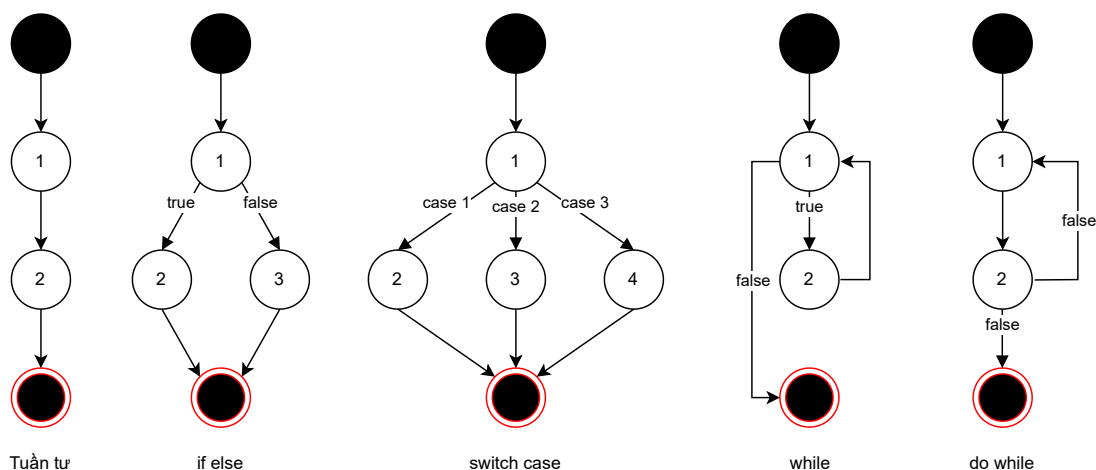 1
2
Tuần tư
1
true
false
2
3
if else
1
case 1
case 2
case 3
2
3
4
switch case
1
true
false
2
while
1
false
2
false
do while